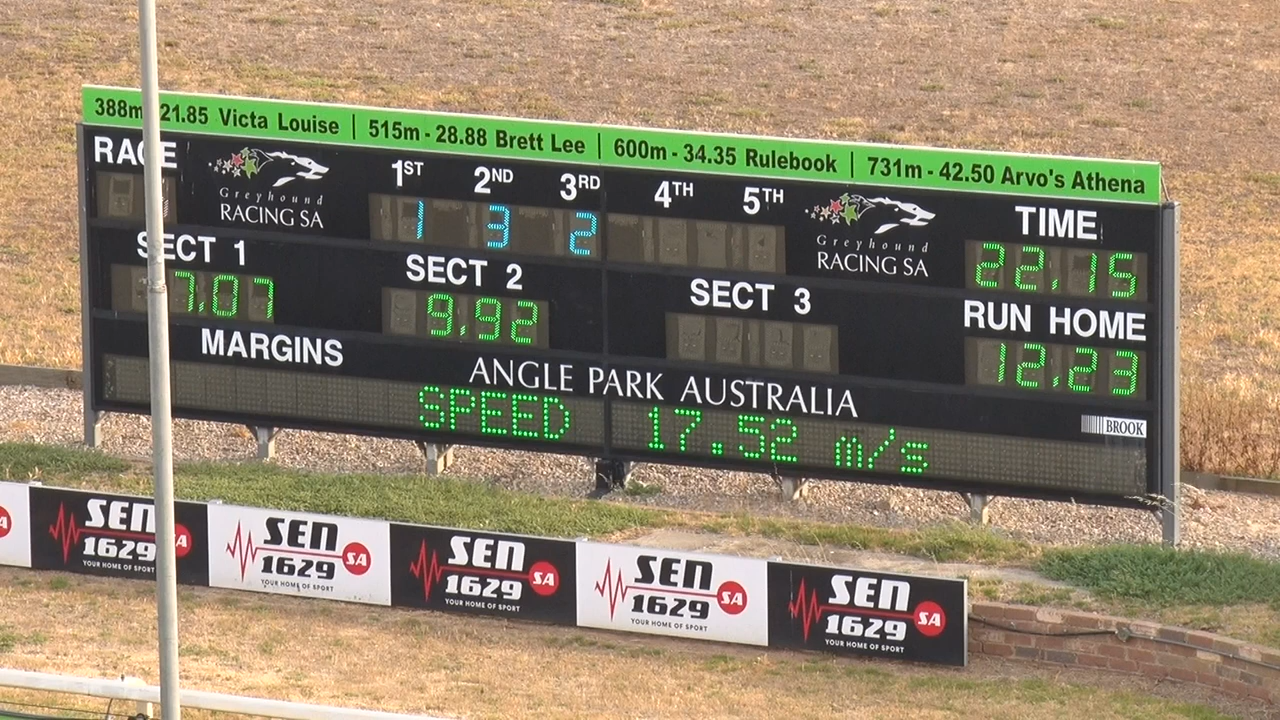 388m 21.85 Victa Louise | 515m - 28.88 Brett Lee | 600m - 34.35 Rulebook | 731m - 42.50 Arvo's Athena
RACE
Greyhound
RACING SA
1ST 2ND 3RD 4TH 5TH
1 3 2
Greyhound
RACING SA
TIME
22.15
SECT 1
7.07
SECT 2
9.92
SECT 3
RUN HOME
12.23
MARGINS
ANGLE PARK AUSTRALIA
SPEED 17.52 m/s
BROOK
SEN
1629
SA
YOUR HOME OF SPORT
SEN
1629
SA
YOUR HOME OF SPORT
SEN
1629
SA
YOUR HOME OF SPORT
SEN
1629
SA
YOUR HOME OF SPORT
SEN
1629
SA
YOUR HOME OF SPORT